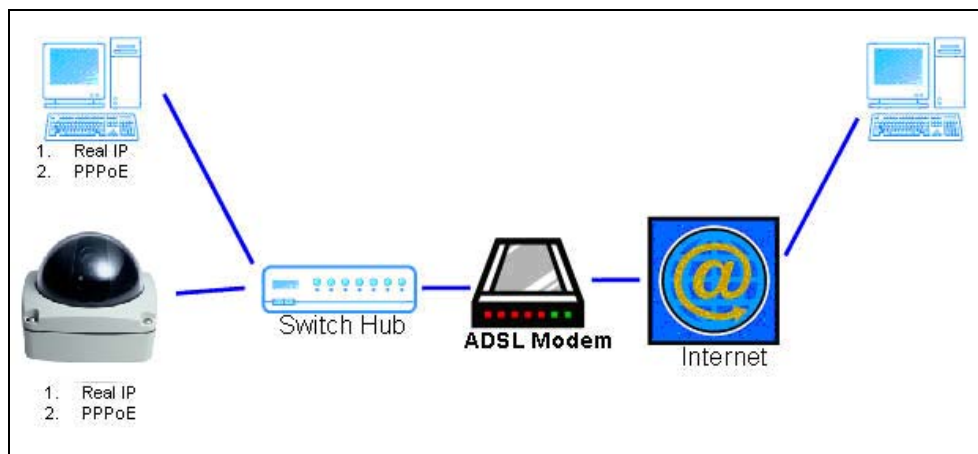 1. Real IP
2. PPPoE
Switch Hub
ADSL Modem
Internet
1. Real IP
2. PPPoE